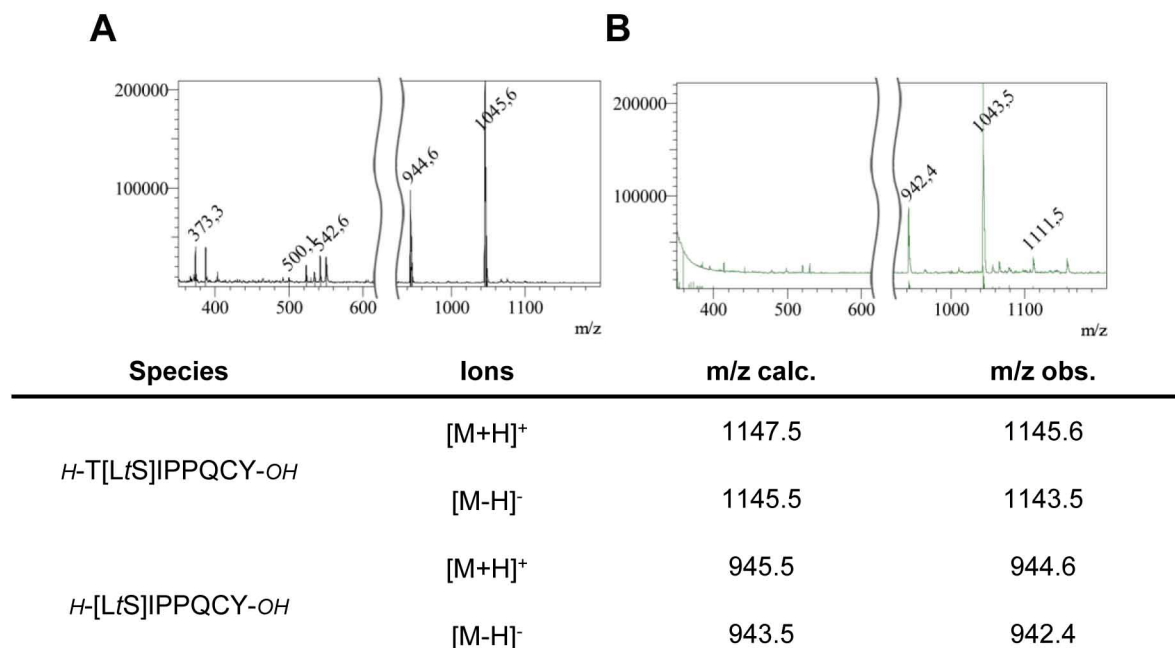 A
B
200000
100000
373,3
500,1
542,6
944,6
1045,6
400
600
1000
1100
m/z
200000
100000
942,4
1043,5
1111,5
400
500
600
1000
1100
m/z
Species Ions m/z calc. m/z obs.
H-T[LtS]IPPQCY-OH
[M+H]+ 1147.5 1145.6
[M-H]- 1145.5 1143.5
H-[LtS]IPPQCY-OH
[M+H]+ 945.5 944.6
[M-H]- 943.5 942.4